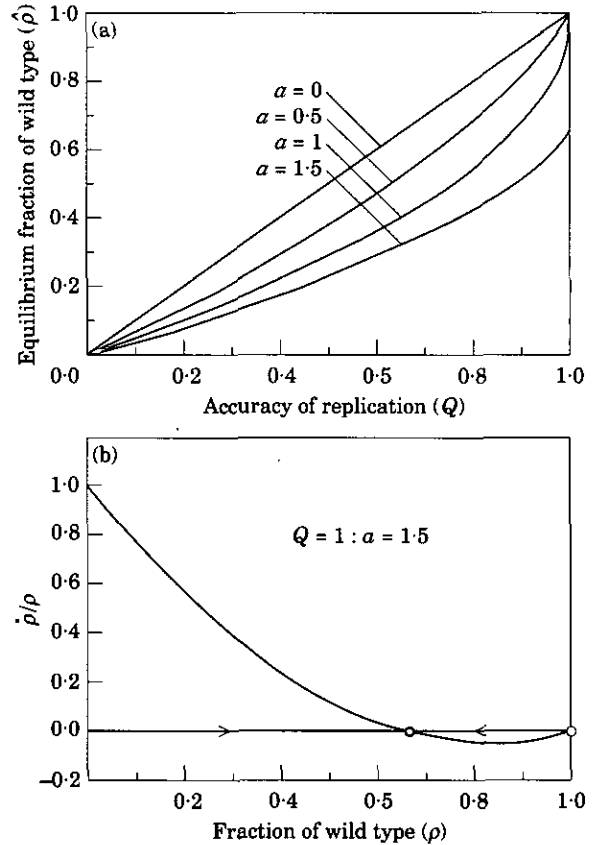 (a)
Equilibrium fraction of wild type (ρ̂)
1·0
0·8
0·6
0·4
0·2
a = 0
a = 0·5
a = 1
a = 1·5
0·0 0·2 0·4 0·5 0·8 1·0
Accuracy of replication (Q)
(b)
ρ̇/ρ
1·0
0·8
0·6
0·4
0·2
0·0
−0·2
Q = 1 : a = 1·5
0·2 0·4 0·5 0·8 1·0
Fraction of wild type (ρ)